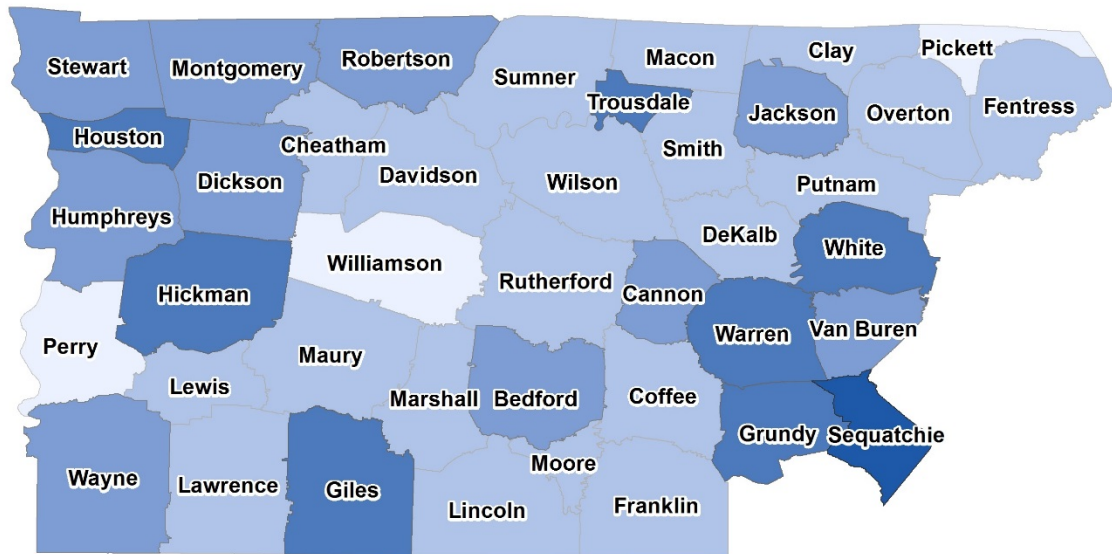 Stewart
Montgomery
Robertson
Sumner
Macon
Clay
Pickett
Trousdale
Jackson
Overton
Fentress
Houston
Cheatham
Smith
Dickson
Davidson
Wilson
Putnam
Humphreys
DeKalb
White
Williamson
Rutherford
Cannon
Hickman
Warren
Van Buren
Perry
Maury
Lewis
Marshall
Bedford
Coffee
Grundy
Sequatchie
Wayne
Lawrence
Giles
Moore
Lincoln
Franklin